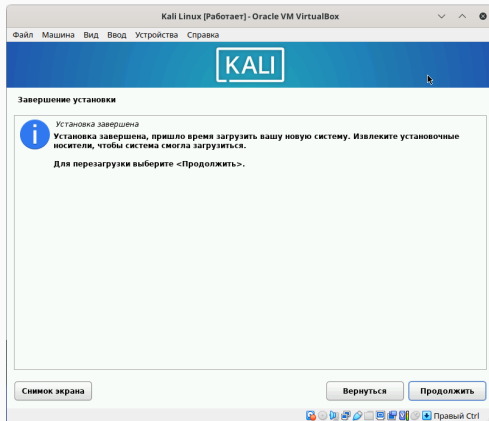 Kali Linux [Работает] - Oracle VM VirtualBox
Файл Машина Вид Ввод Устройства Справка
KALI
Завершение установки
Установка завершена
Установка завершена, пришло время загрузить вашу новую систему. Извлеките установочные
носители, чтобы система смогла загрузиться.
Для перезагрузки выберите <Продолжить>.
Снимок экрана Вернуться Продолжить
Правый Ctrl